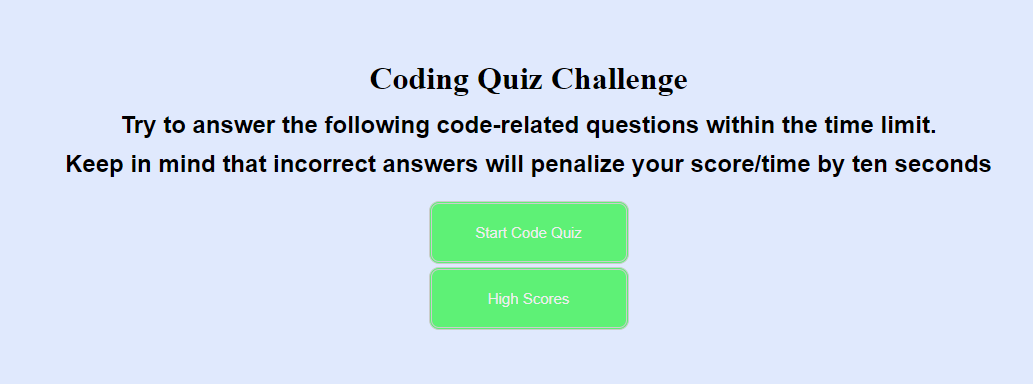 Coding Quiz Challenge
Try to answer the following code-related questions within the time limit.
Keep in mind that incorrect answers will penalize your score/time by ten seconds
Start Code Quiz
High Scores